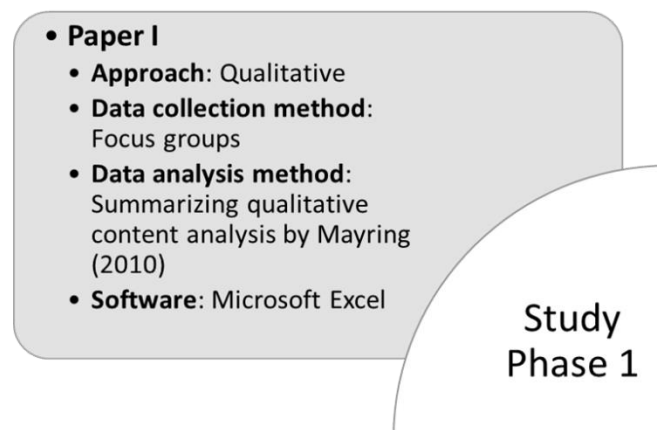 • Paper I
• Approach: Qualitative
• Data collection method:
Focus groups
• Data analysis method:
Summarizing qualitative
content analysis by Mayring
(2010)
• Software: Microsoft Excel
Study
Phase 1